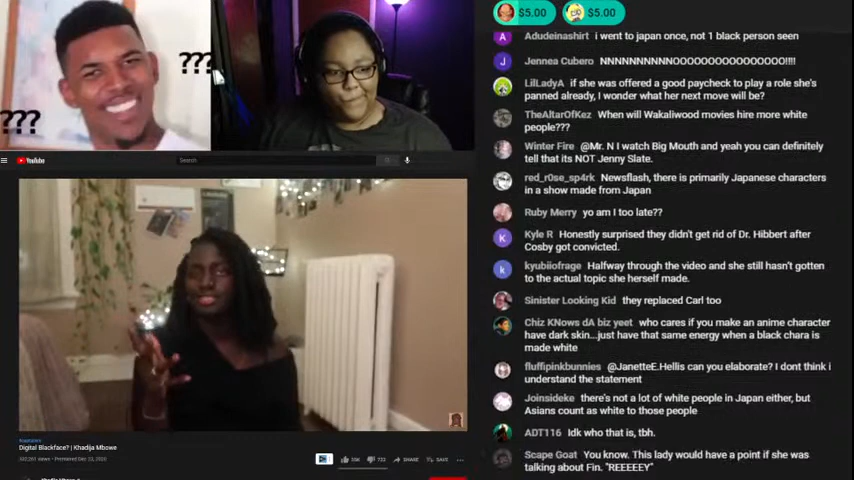 ???
???
$5.00
$5.00
Adudeinashirt i went to japan once, not 1 black person seen
Jennea Cubero NNNNNNNNNNOOOOOOOOOOOOOOOO!!!!
LilLadyA if she was offered a good paycheck to play a role she's
panned already, I wonder what her next move will be?
TheAltarOfKez When will Wakaliwood movies hire more white
people???
Winter Fire @Mr. N I watch Big Mouth and yeah you can definitely
tell that its NOT Jenny Slate.
red_r0se_sp4rk Newsflash, there is primarily Japanese characters
in a show made from Japan
Ruby Merry yo am I too late??
Kyle R Honestly surprised they didn't get rid of Dr. Hibbert after
Cosby got convicted.
kyubiiofrage Halfway through the video and she still hasn't gotten
to the actual topic she herself made.
Sinister Looking Kid they replaced Carl too
Chiz KNows dA biz yeet who cares if you make an anime character
have dark skin...just have that same energy when a black chara is
made white
fluffipinkbunnies @JanetteE.Hellis can you elaborate? I dont think i
understand the statement
Joinsideke there's not a lot of white people in Japan either, but
Asians count as white to those people
ADT116 Idk who that is, tbh.
Scape Goat You know. This lady would have a point if she was
talking about Fin. "REEEEEY"
YouTube
Search
Digital Blackface? | Khadija Mbowe
views • Premiered Dec 23, 2020
722
SHARE
SAVE